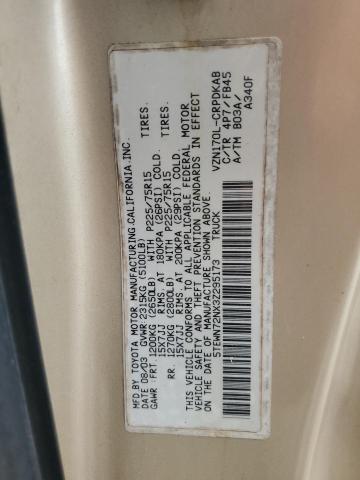 MFD BY TOYOTA MOTOR MANUFACTURING CALIFORNIA, INC.
DATE 08/03 GVWR 2315KG (5100LB)
GAWR: FRT. 1200KG (2650LB) WITH P225/75R15 TIRES.
15X7JJ RIMS. AT 180KPA (26PSI) COLD.
RR. 1270KG (2800LB) WITH P225/75R15 TIRES.
15X7JJ RIMS. AT 200KPA (29PSI) COLD.
THIS VEHICLE CONFORMS TO ALL APPLICABLE FEDERAL MOTOR
VEHICLE SAFETY AND THEFT PREVENTION STANDARDS IN EFFECT
ON THE DATE OF MANUFACTURE SHOWN ABOVE.
5TEWN72NX3Z295173 TRUCK
VZN170L-CRPDKAB
C/TR 4P7/FB45
A/TM B03A/
A340F